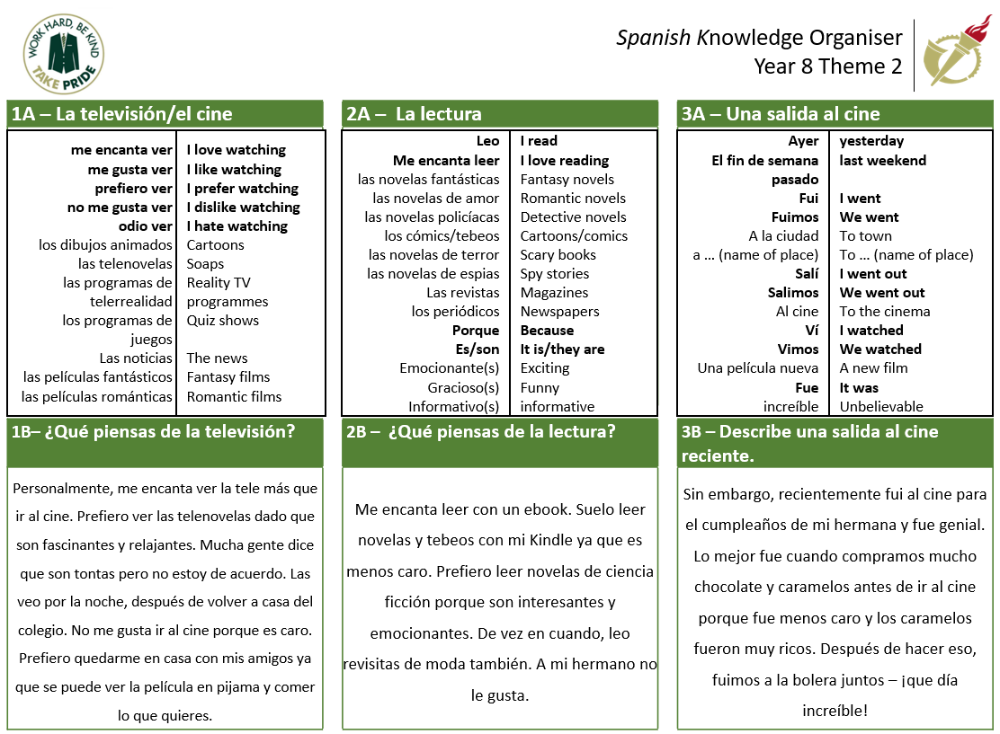 WORK HARD, BE KIND
TAKE PRIDE
Spanish Knowledge Organiser
Year 8 Theme 2
1A – La televisión/el cine
me encanta ver I love watching
me gusta ver I like watching
prefiero ver I prefer watching
no me gusta ver I dislike watching
odio ver I hate watching
los dibujos animados Cartoons
las telenovelas Soaps
las programas de Reality TV
telerrealidad programmes
los programas de Quiz shows
juegos
Las noticias The news
las películas fantásticos Fantasy films
las películas románticas Romantic films
2A – La lectura
Leo I read
Me encanta leer I love reading
las novelas fantásticas Fantasy novels
las novelas de amor Romantic novels
las novelas policíacas Detective novels
los cómics/tebeos Cartoons/comics
las novelas de terror Scary books
las novelas de espias Spy stories
Las revistas Magazines
los periódicos Newspapers
Porque Because
Es/son It is/they are
Emocionante(s) Exciting
Gracioso(s) Funny
Informativo(s) informative
3A – Una salida al cine
Ayer yesterday
El fin de semana last weekend
pasado
Fui I went
Fuimos We went
A la ciudad To town
a … (name of place) To … (name of place)
Salí I went out
Salimos We went out
Al cine To the cinema
Ví I watched
Vimos We watched
Una película nueva A new film
Fue It was
increíble Unbelievable
1B– ¿Qué piensas de la televisión?
Personalmente, me encanta ver la tele más que
ir al cine. Prefiero ver las telenovelas dado que
son fascinantes y relajantes. Mucha gente dice
que son tontas pero no estoy de acuerdo. Las
veo por la noche, después de volver a casa del
colegio. No me gusta ir al cine porque es caro.
Prefiero quedarme en casa con mis amigos ya
que se puede ver la película en pijama y comer
lo que quieres.
2B – ¿Qué piensas de la lectura?
Me encanta leer con un ebook. Suelo leer
novelas y tebeos con mi Kindle ya que es
menos caro. Prefiero leer novelas de ciencia
ficción porque son interesantes y
emocionantes. De vez en cuando, leo
revisitas de moda también. A mi hermano no
le gusta.
3B – Describe una salida al cine
reciente.
Sin embargo, recientemente fui al cine para
el cumpleaños de mi hermana y fue genial.
Lo mejor fue cuando compramos mucho
chocolate y caramelos antes de ir al cine
porque fue menos caro y los caramelos
fueron muy ricos. Después de hacer eso,
fuimos a la bolera juntos – ¡que día
increíble!